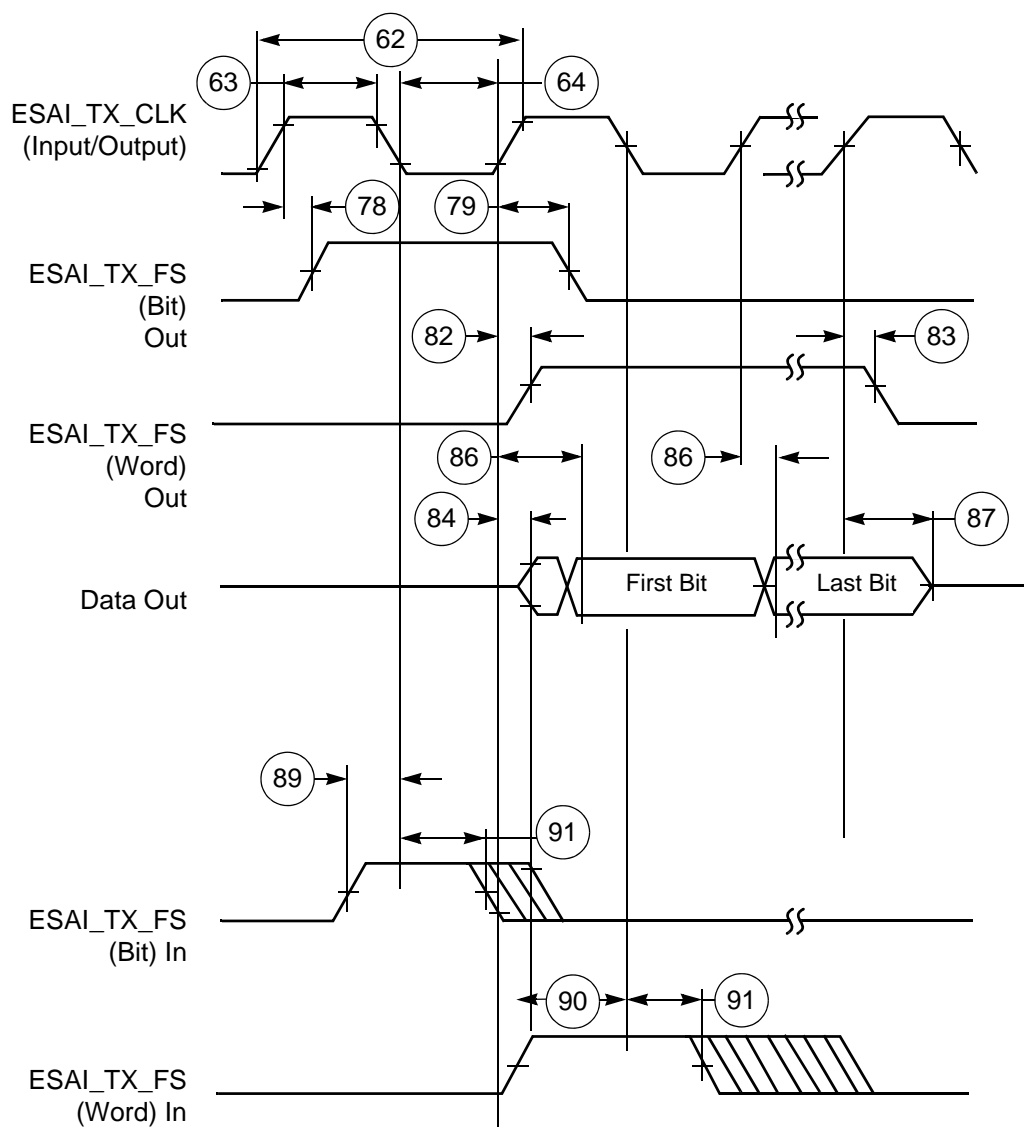 62
63
64
ESAI_TX_CLK
(Input/Output)
78
79
ESAI_TX_FS
(Bit)
Out
82
83
ESAI_TX_FS
(Word)
Out
86
86
84
87
Data Out
First Bit
Last Bit
89
91
ESAI_TX_FS
(Bit) In
90
91
ESAI_TX_FS
(Word) In